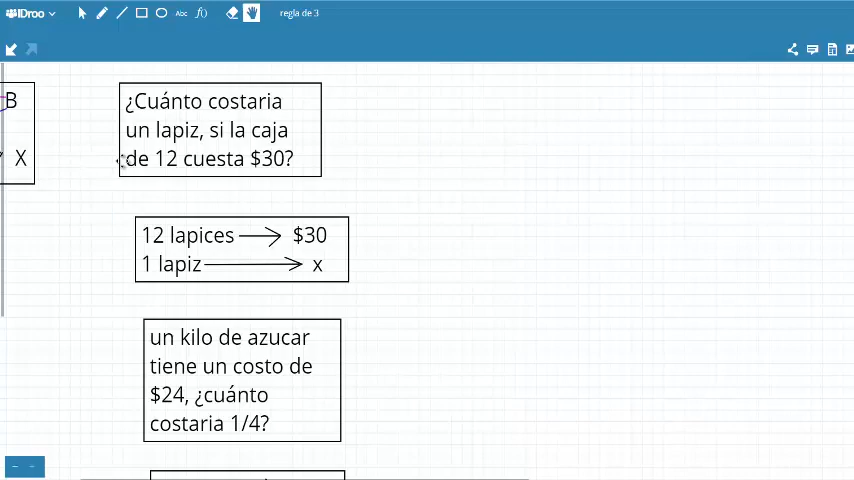 IDroo
Abc
f()
regla de 3
B
X
¿Cuánto costaria
un lapiz, si la caja
de 12 cuesta $30?
12 lapices $30
1 lapiz x
un kilo de azucar
tiene un costo de
$24, ¿cuánto
costaria 1/4?